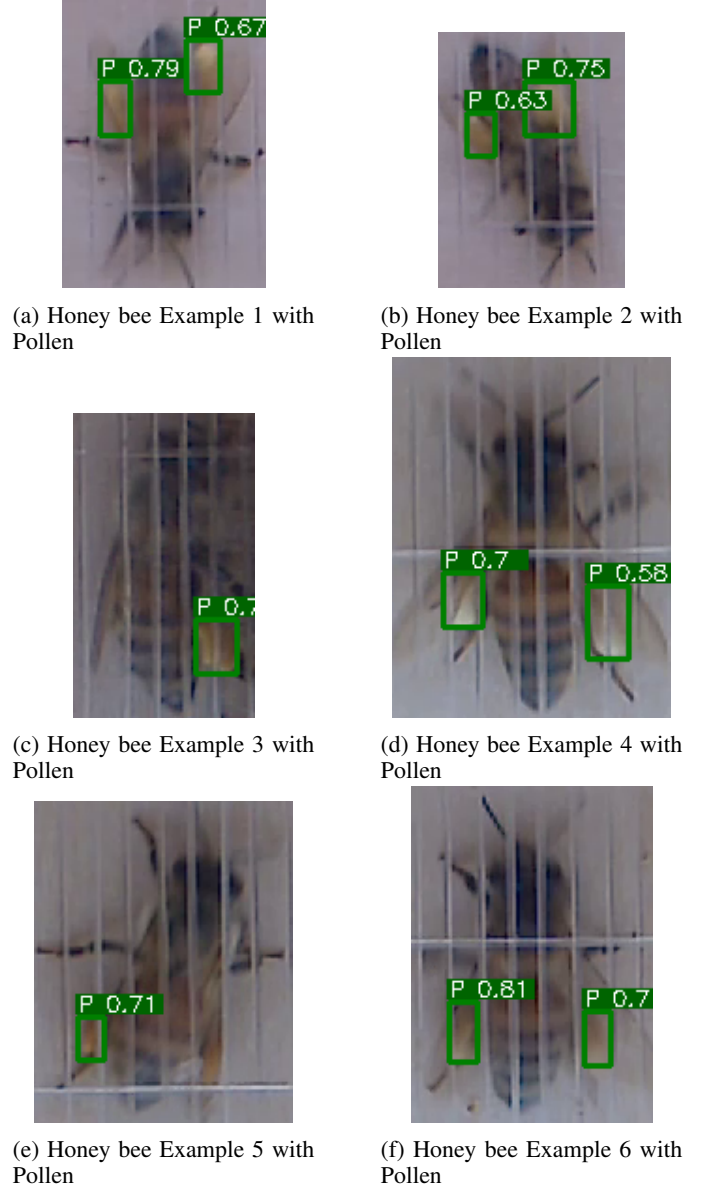 P 0.67
P 0.79
P 0.75
P 0.63
(a) Honey bee Example 1 with
Pollen
(b) Honey bee Example 2 with
Pollen
P 0.7
P 0.7
P 0.58
(c) Honey bee Example 3 with
Pollen
(d) Honey bee Example 4 with
Pollen
P 0.71
P 0.81
P 0.7
(e) Honey bee Example 5 with
Pollen
(f) Honey bee Example 6 with
Pollen